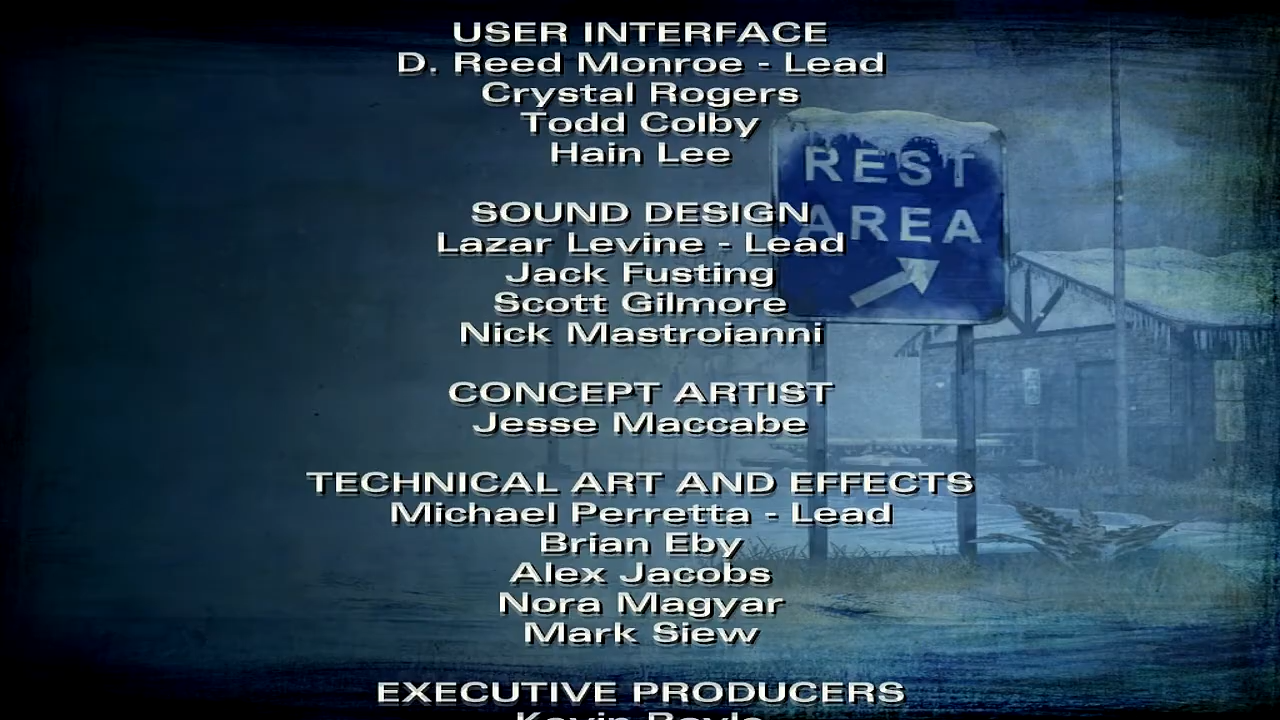 USER INTERFACE
D. Reed Monroe - Lead
Crystal Rogers
Todd Colby
Hain Lee
REST
AREA
SOUND DESIGN
Lazar Levine - Lead
Jack Fusting
Scott Gilmore
Nick Mastroianni
CONCEPT ARTIST
Jesse Maccabe
TECHNICAL ART AND EFFECTS
Michael Perretta - Lead
Brian Eby
Alex Jacobs
Nora Magyar
Mark Siew
EXECUTIVE PRODUCERS